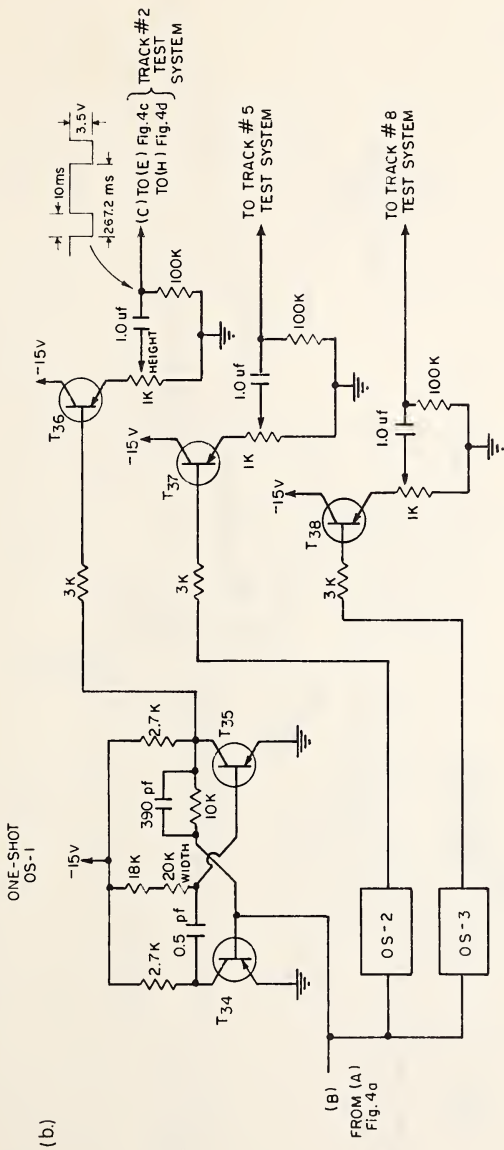 (b.)
ONE-SHOT
OS-1
-15V
2.7K
18K
20K
WIDTH
0.5 pf
390 pf
10K
2.7K
T34
T35
3K
T36
-15V
1K
HEIGHT
1.0 uf
100K
10ms
267.2 ms
3.5V
(C) TO(E) Fig.4c
TO(H) Fig.4d
TRACK #2
TEST
SYSTEM
3K
T37
-15V
1K
1.0 uf
100K
TO TRACK #5
TEST SYSTEM
3K
T38
-15V
1K
1.0 uf
100K
TO TRACK #8
TEST SYSTEM
(B)
FROM (A)
Fig. 4a
OS-2
OS-3